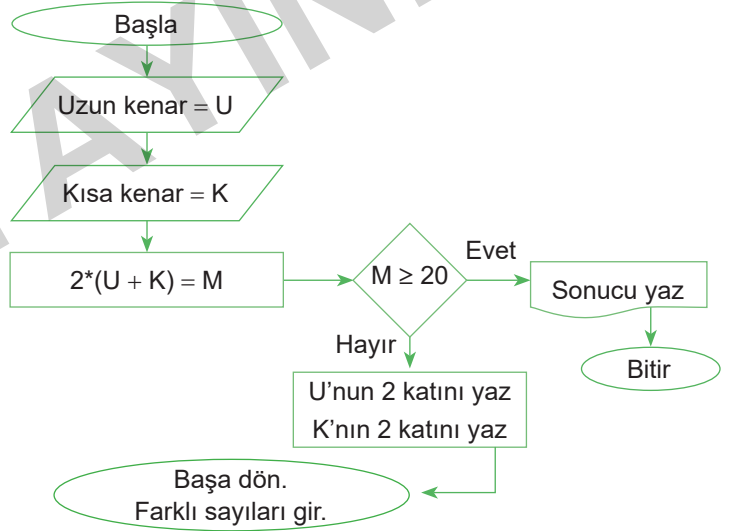 Başla
Uzun kenar = U
Kısa kenar = K
2*(U + K) = M
M ≥ 20
Evet
Sonucu yaz
Bitir
Hayır
U’nun 2 katını yaz
K’nın 2 katını yaz
Başa dön.
Farklı sayıları gir.